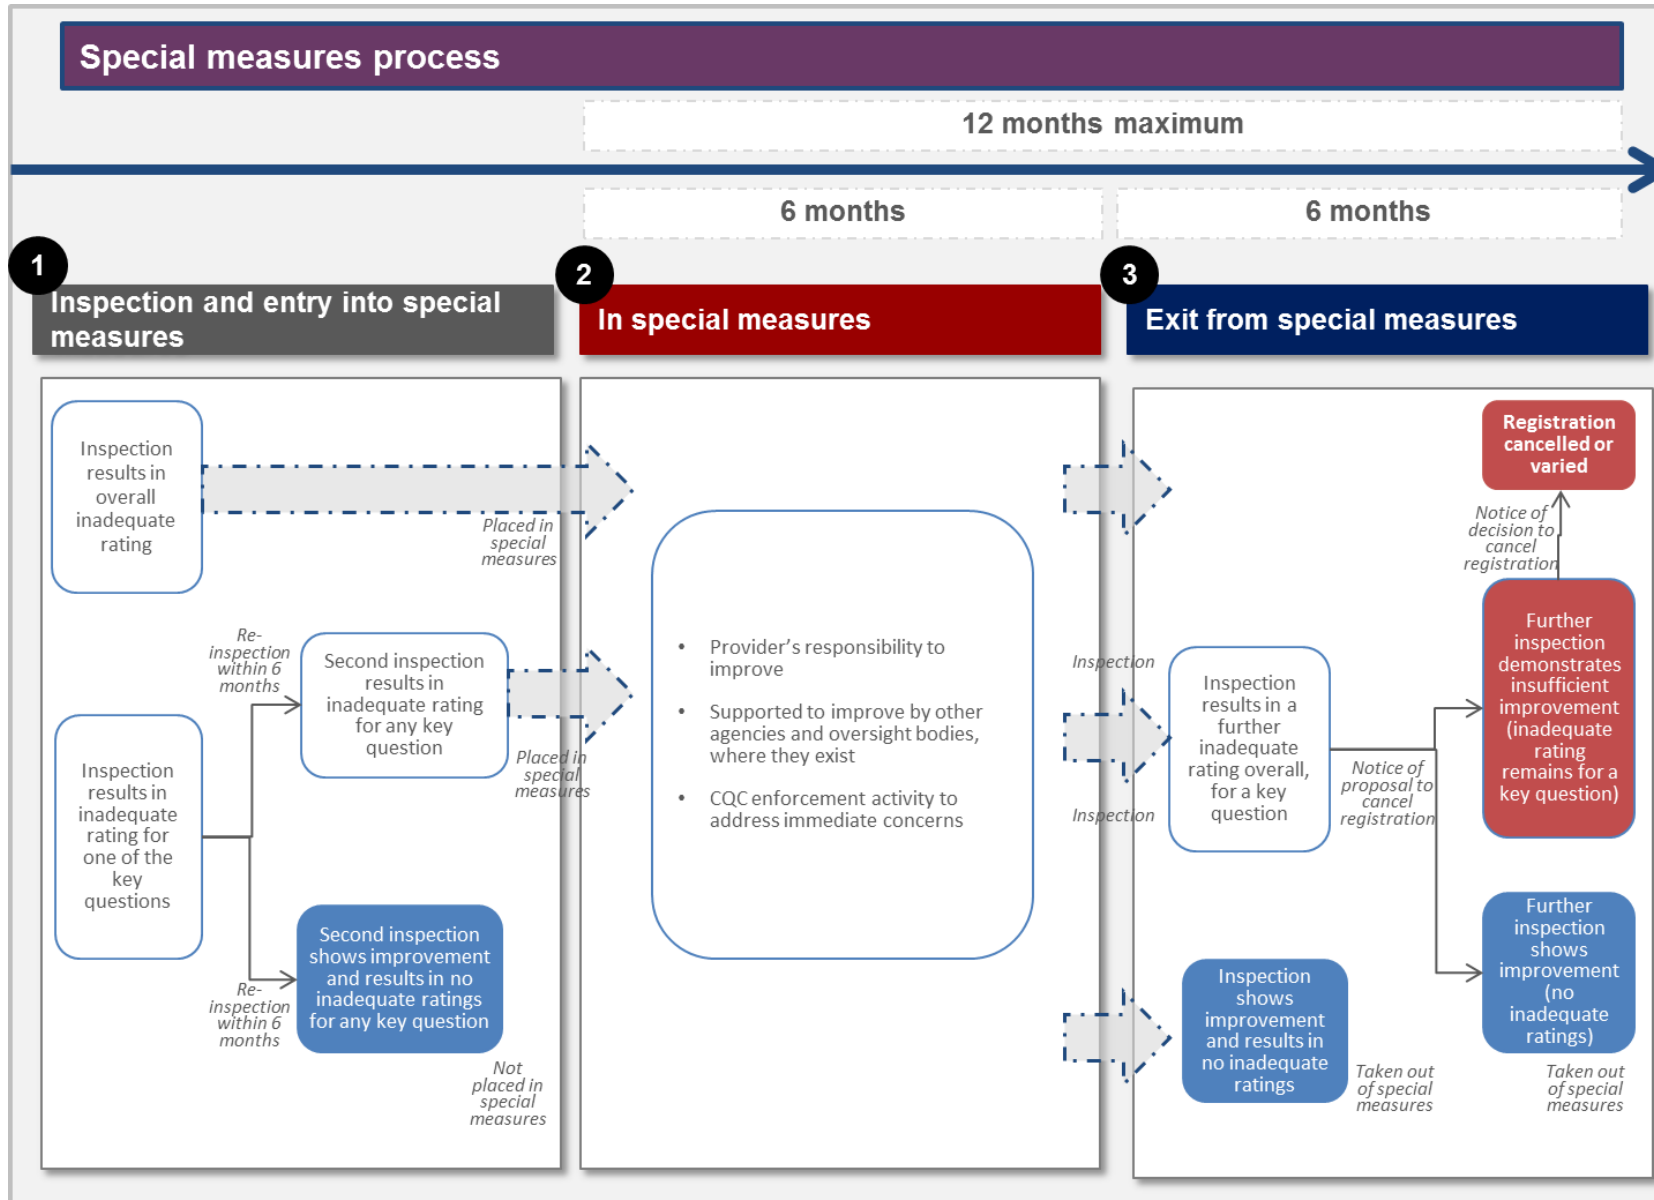 Special measures process
12 months maximum
6 months
6 months
1
Inspection and entry into special
measures
2
In special measures
3
Exit from special measures
Inspection
results in
overall
inadequate
rating
Placed in
special
measures
Re-
inspection
within 6
months
Second inspection
results in
inadequate rating
for any key
question
Placed in
special
measures
Inspection
results in
inadequate
rating for
one of the
key
questions
Re-
inspection
within 6
months
Second inspection
shows improvement
and results in no
inadequate ratings
for any key question
Not
placed in
special
measures
• Provider’s responsibility to
improve
• Supported to improve by other
agencies and oversight bodies,
where they exist
• CQC enforcement activity to
address immediate concerns
Inspection
Inspection
Inspection
results in a
further
inadequate
rating overall,
for a key
question
Notice of
proposal to
cancel
registration
Registration
cancelled or
varied
Notice of
decision to
cancel
registration
Further
inspection
demonstrates
insufficient
improvement
(inadequate
rating
remains for a
key question)
Further
inspection
shows
improvement
(no
inadequate
ratings)
Taken out
of special
measures
Inspection
shows
improvement
and results in
no inadequate
ratings
Taken out
of special
measures